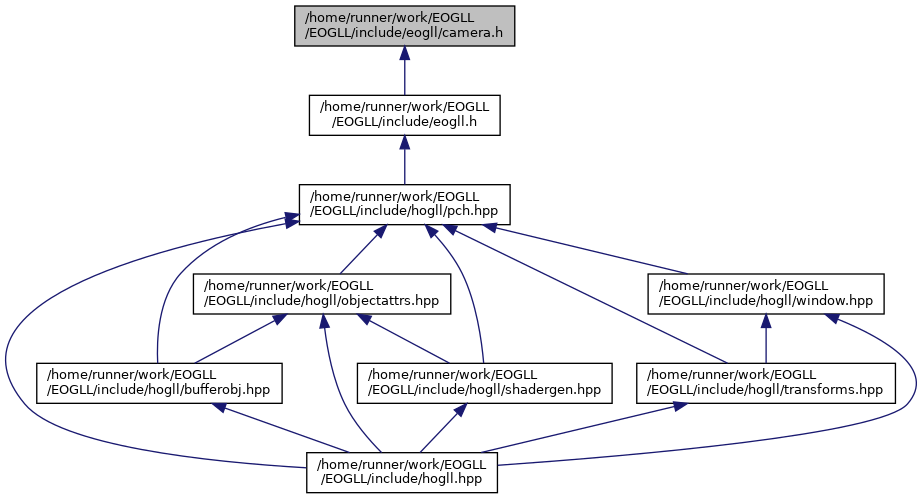 /home/runner/work/EOGLL
/EOGLL/include/eogll/camera.h
/home/runner/work/EOGLL
/EOGLL/include/eogll.h
/home/runner/work/EOGLL
/EOGLL/include/hogll/pch.hpp
/home/runner/work/EOGLL
/EOGLL/include/hogll/objectattrs.hpp
/home/runner/work/EOGLL
/EOGLL/include/hogll/window.hpp
/home/runner/work/EOGLL
/EOGLL/include/hogll/bufferobj.hpp
/home/runner/work/EOGLL
/EOGLL/include/hogll/shadergen.hpp
/home/runner/work/EOGLL
/EOGLL/include/hogll/transforms.hpp
/home/runner/work/EOGLL
/EOGLL/include/hogll.hpp